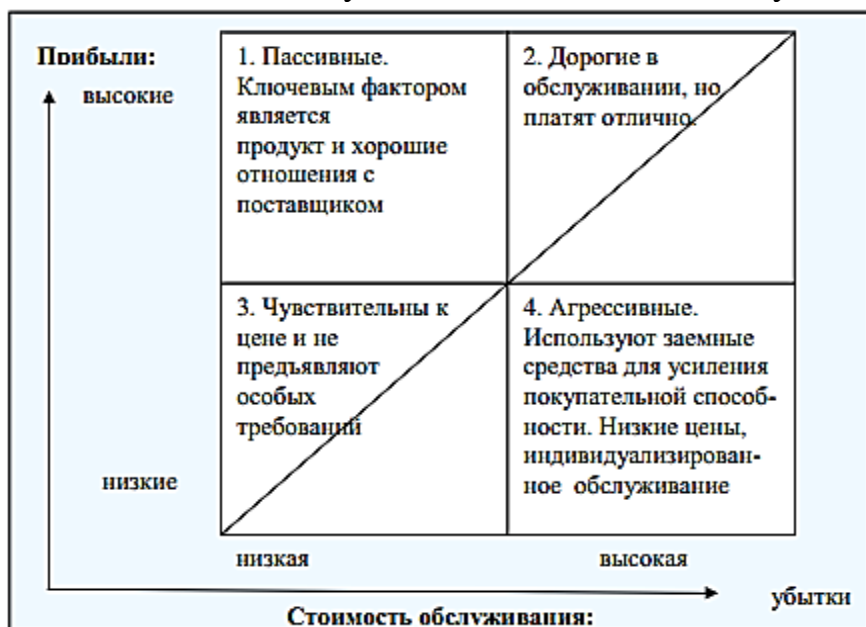 Прибыли:
высокие
1. Пассивные.
Ключевым фактором
является
продукт и хорошие
отношения с
поставщиком
2. Дорогие в
обслуживании, но
платят отлично.
3. Чувствительны к
цене и не
предъявляют
особых
требований
4. Агрессивные.
Используют заемные
средства для усиления
покупательной способ-
ности. Низкие цены,
индивидуализирован-
ное обслуживание
низкие
низкая
высокая
убытки
Стоимость обслуживания: